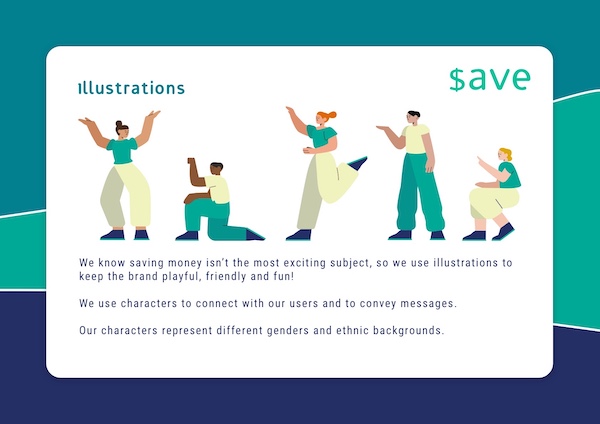 $ave
Illustrations
We know saving money isn’t the most exciting subject, so we use illustrations to
keep the brand playful, friendly and fun!
We use characters to connect with our users and to convey messages.
Our characters represent different genders and ethnic backgrounds.